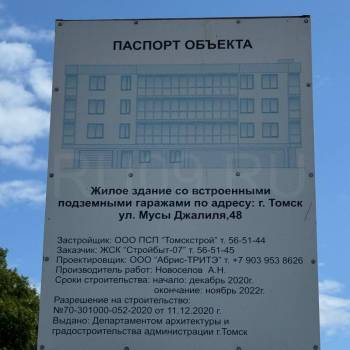 ПАСПОРТ ОБЪЕКТА
Жилое здание со встроенными
подземными гаражами по адресу: г. Томск
ул. Мусы Джалиля,48
Застройщик: ООО ПСП "Томскстрой" т. 56-51-44
Заказчик: ЖСК "Стройбыт-07" т. 56-51-45
Проектировщик: ООО "Абрис-ТРИТЭ" т. +7 903 953 8626
Производитель работ: Новоселов А.Н.
Сроки строительства: начало: декабрь 2020г.
окончание: ноябрь 2022г.
Разрешение на строительство:
№70-301000-052-2020 от 11.12.2020 г.
Выдано: Департаментом архитектуры и
градостроительства администрации г.Томск